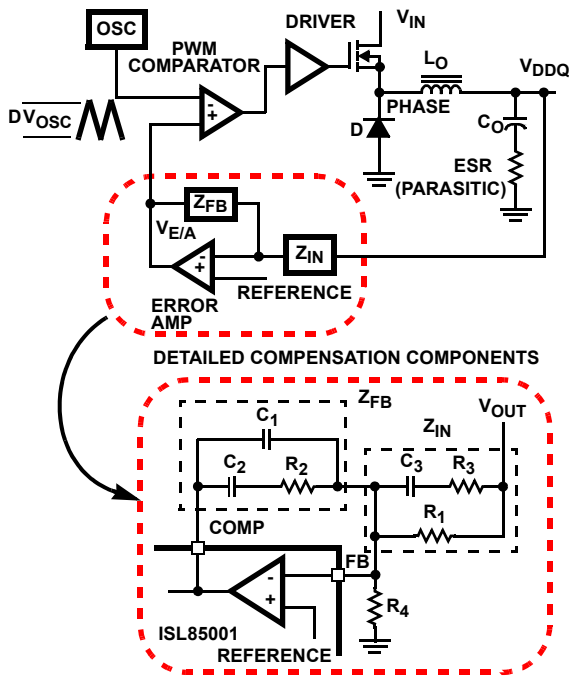 OSC
DRIVER
VIN
PWM
COMPARATOR
LO
VDDQ
DVOSC
PHASE
D
CO
ESR
(PARASITIC)
ZFB
VE/A
ZIN
REFERENCE
ERROR
AMP
DETAILED COMPENSATION COMPONENTS
ZFB
VOUT
C1
ZIN
C2
R2
C3
R3
R1
COMP
FB
R4
ISL85001
REFERENCE